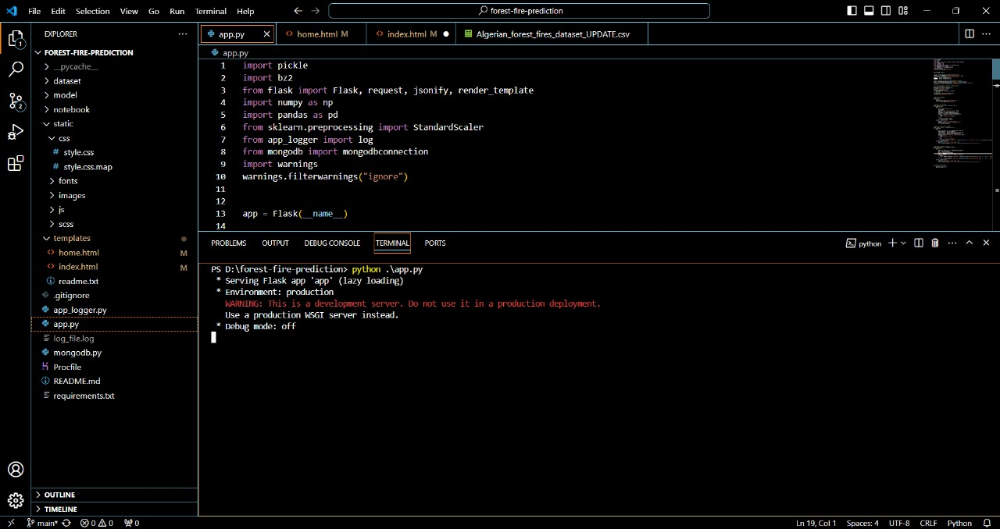 File Edit Selection View Go Run Terminal Help
forest-fire-prediction
EXPLORER
1
2
FOREST-FIRE-PREDICTION
__pycache__
dataset
model
notebook
static
css
style.css
style.css.map
fonts
images
js
scss
templates
home.html M
index.html M
readme.txt
.gitignore
app_logger.py
app.py
log_file.log
mongodb.py
Procfile
README.md
requirements.txt
OUTLINE
TIMELINE
app.py home.html M index.html M Algerian_forest_fires_dataset_UPDATE.csv
app.py
1 import pickle
2 import bz2
3 from flask import Flask, request, jsonify, render_template
4 import numpy as np
5 import pandas as pd
6 from sklearn.preprocessing import StandardScaler
7 from app_logger import log
8 from mongodb import mongodbconnection
9 import warnings
10 warnings.filterwarnings("ignore")
11
12
13 app = Flask(__name__)
14
PROBLEMS OUTPUT DEBUG CONSOLE TERMINAL PORTS
python
PS D:\forest-fire-prediction> python .\app.py
* Serving Flask app 'app' (lazy loading)
* Environment: production
WARNING: This is a development server. Do not use it in a production deployment.
Use a production WSGI server instead.
* Debug mode: off
main* 0 0 0
Ln 19, Col 1 Spaces: 4 UTF-8 CRLF Python